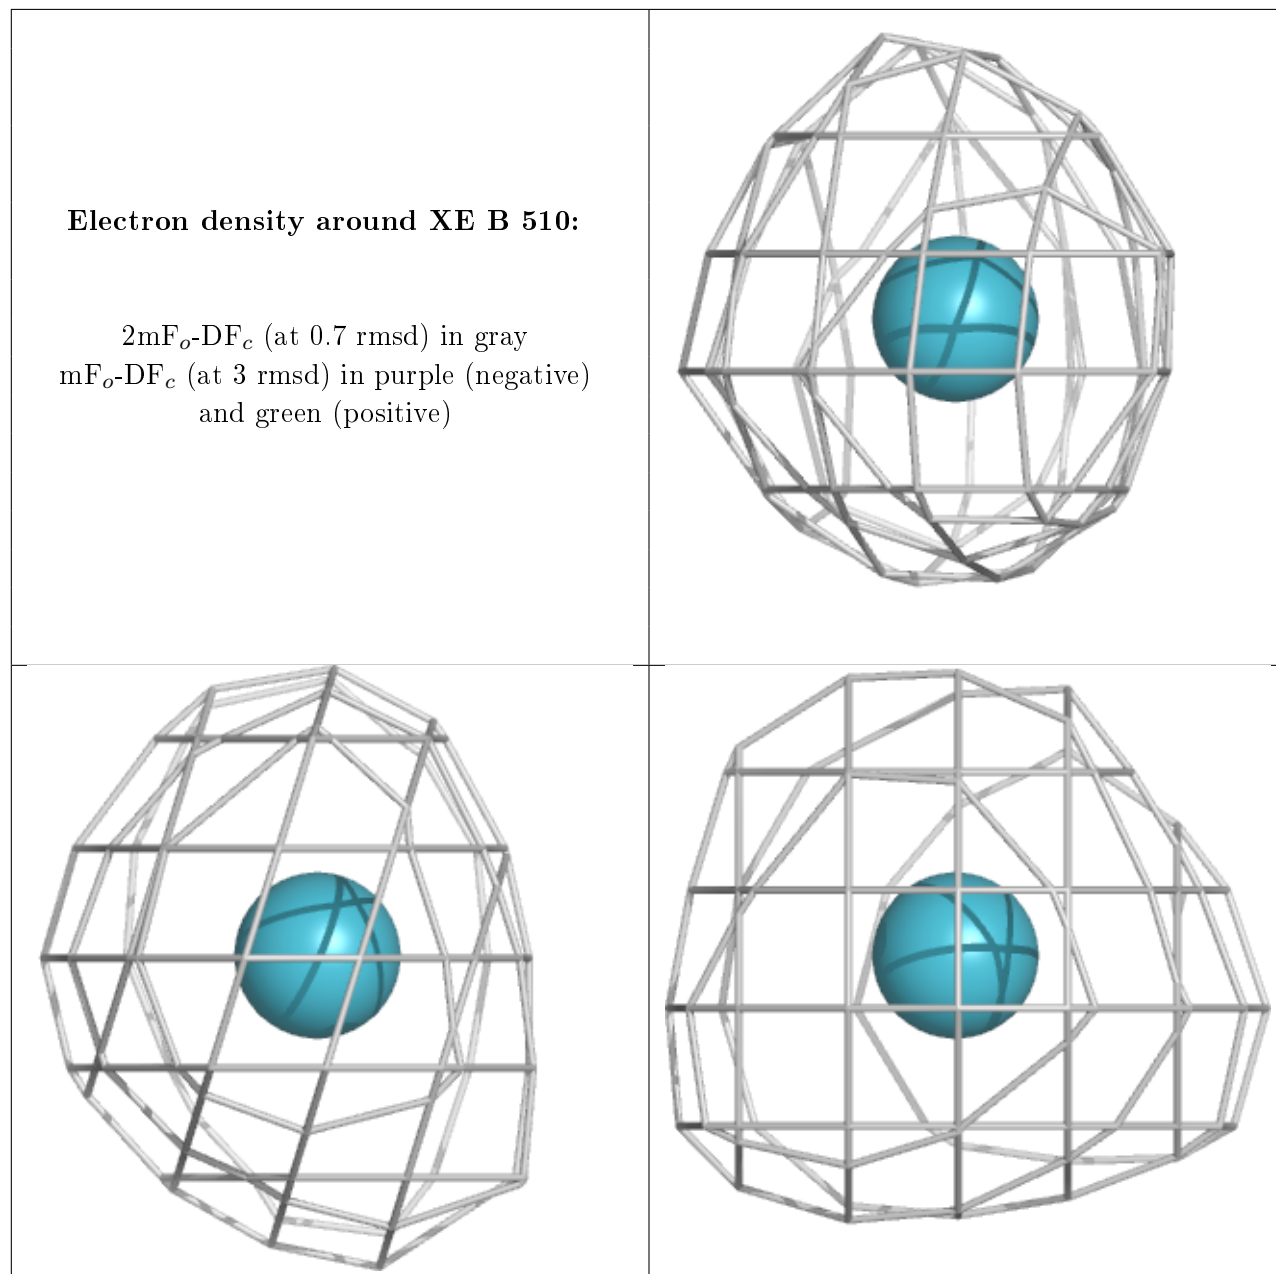 Electron density around XE B 510:
2mFo-DFc (at 0.7 rmsd) in gray
mFo-DFc (at 3 rmsd) in purple (negative)
and green (positive)